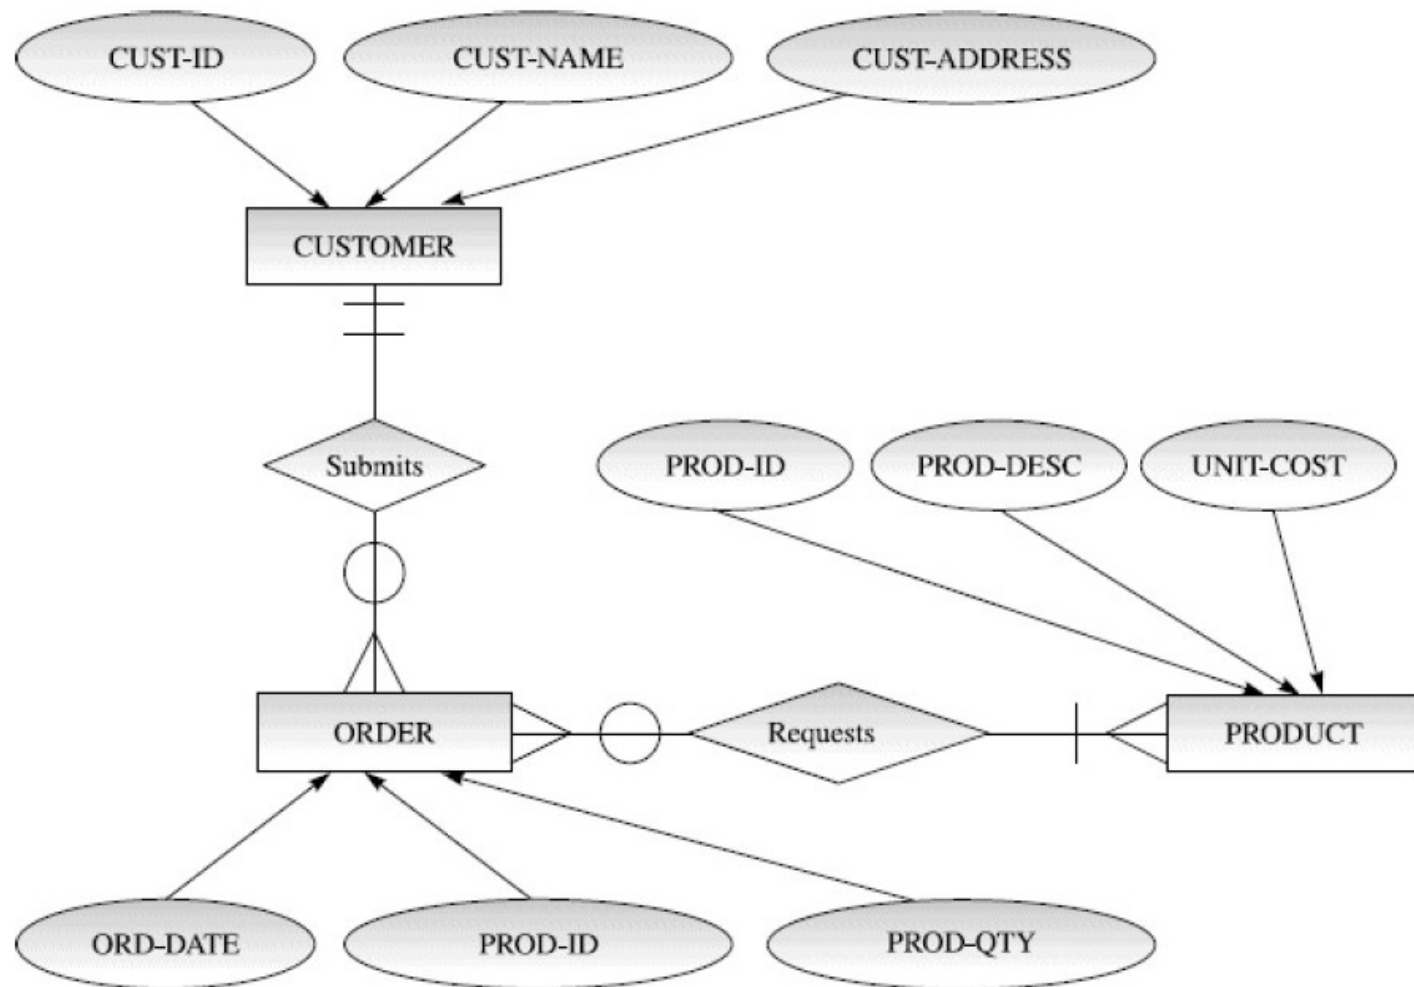 CUST-ID
CUST-NAME
CUST-ADDRESS
CUSTOMER
Submits
PROD-ID
PROD-DESC
UNIT-COST
ORDER
Requests
PRODUCT
ORD-DATE
PROD-ID
PROD-QTY